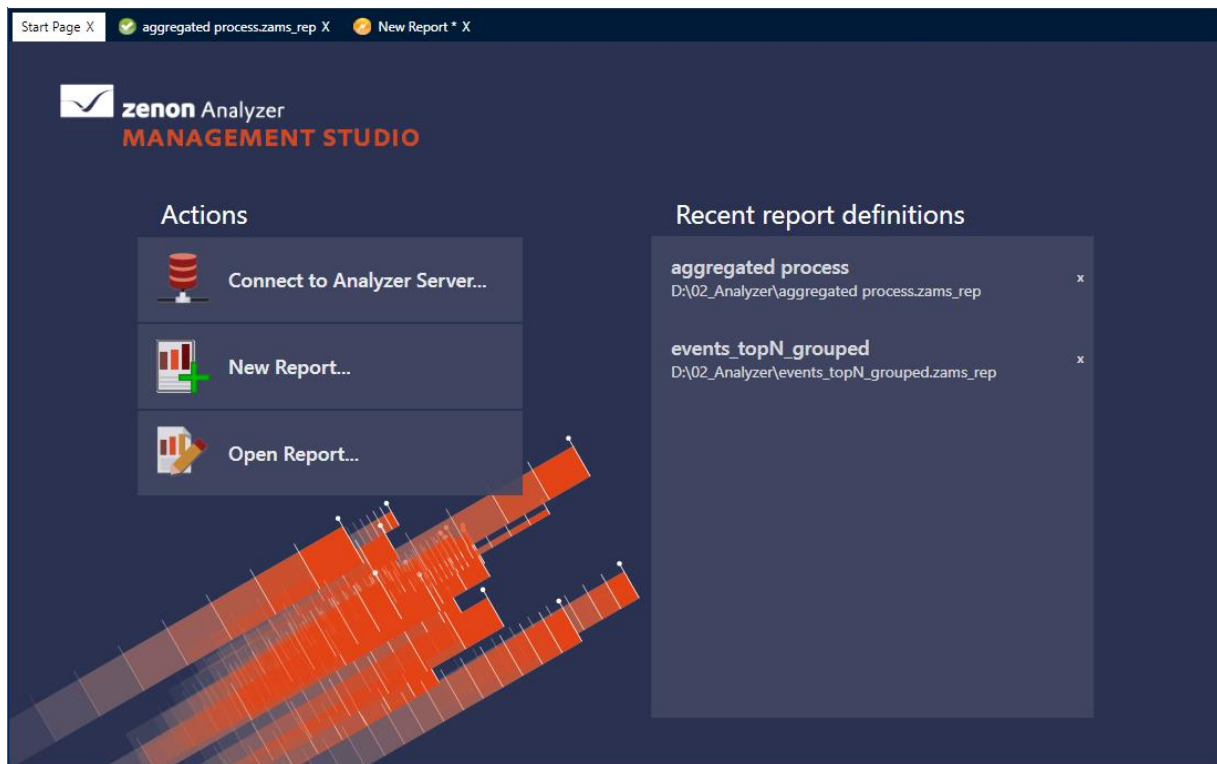 Start Page X aggregated process.zams_rep X New Report * X
zenon Analyzer
MANAGEMENT STUDIO
Actions
Connect to Analyzer Server...
New Report...
Open Report...
Recent report definitions
aggregated process x
D:\02_Analyzer\aggregated process.zams_rep
events_topN_grouped x
D:\02_Analyzer\events_topN_grouped.zams_rep